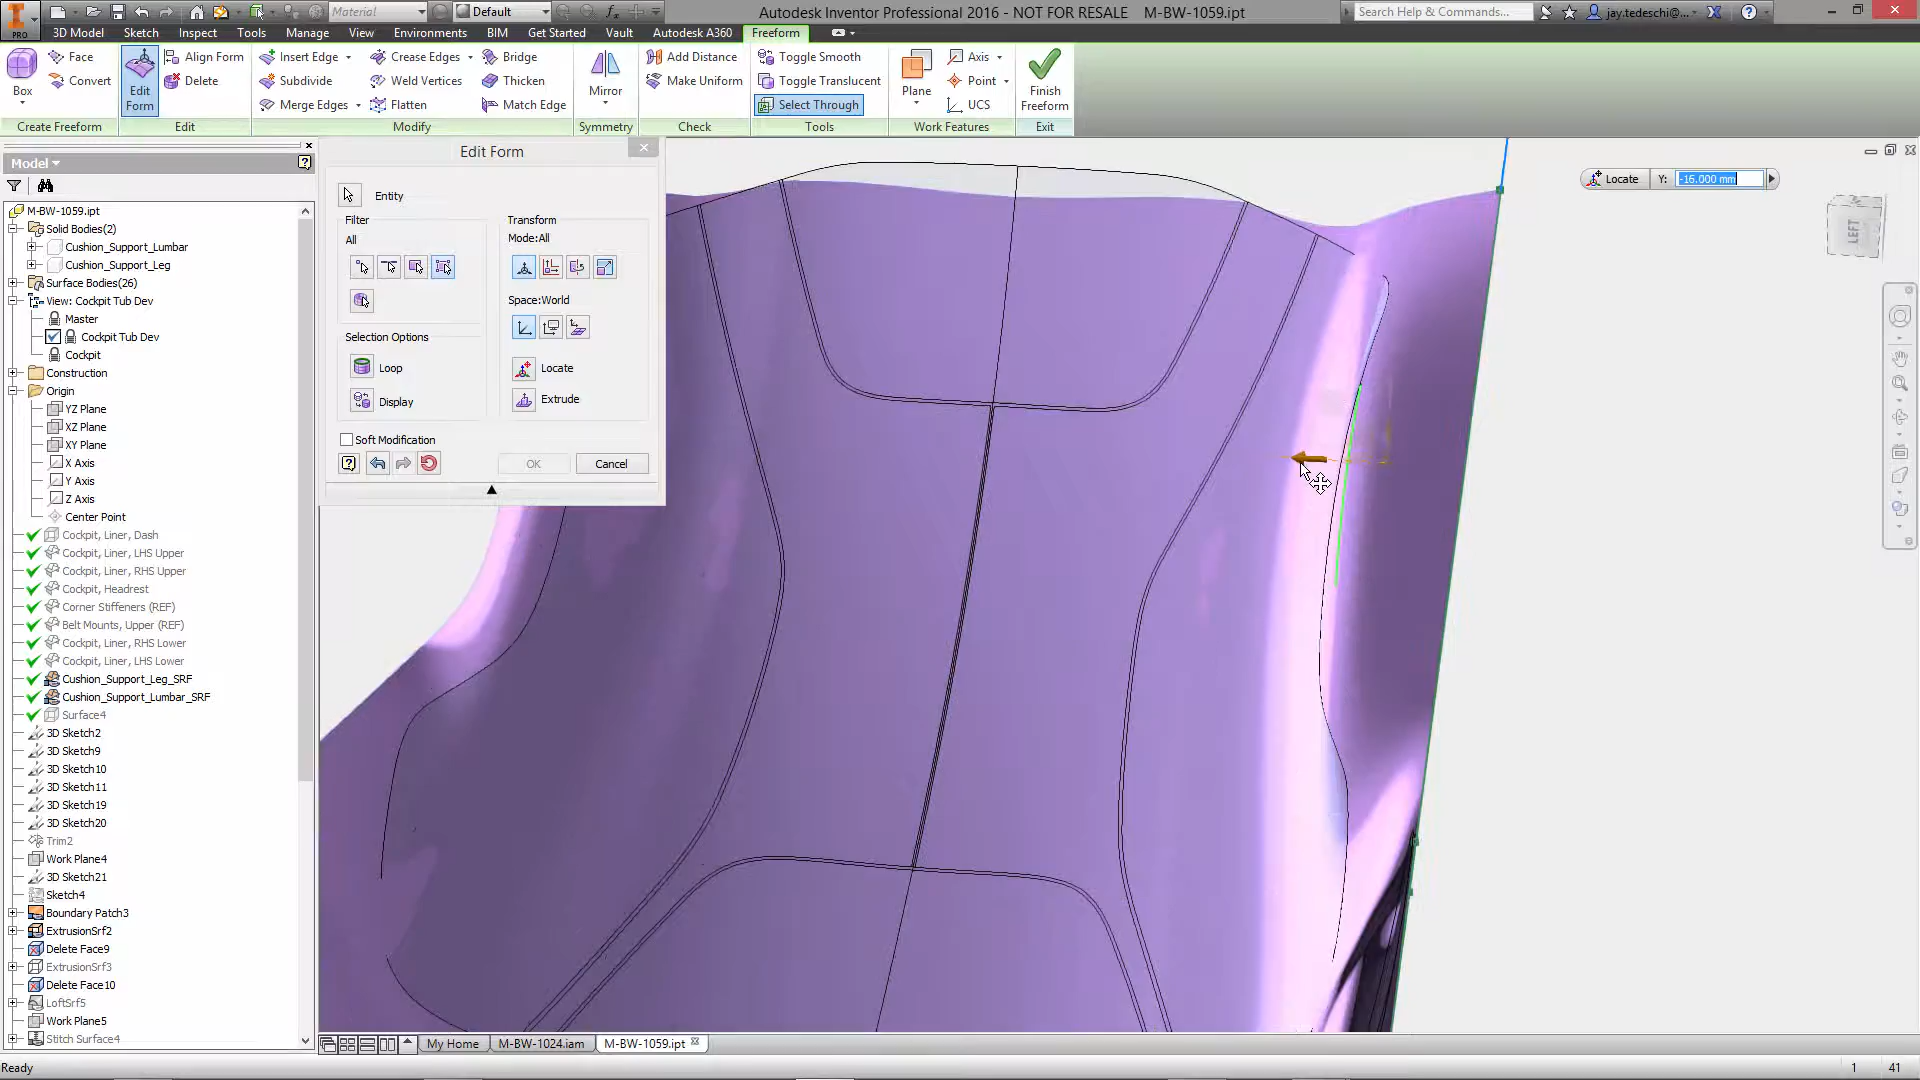 Material
Default
Autodesk Inventor Professional 2016 - NOT FOR RESALE M-BW-1059.ipt
Search Help & Commands...
jay.tedeschi@...
PRO
3D Model Sketch Inspect Tools Manage View Environments BIM Get Started Vault Autodesk A360 Freeform
Box
Face
Convert
Create Freeform
Edit Form
Align Form
Delete
Edit
Insert Edge
Subdivide
Merge Edges
Crease Edges
Weld Vertices
Flatten
Bridge
Thicken
Match Edge
Modify
Mirror
Symmetry
Add Distance
Make Uniform
Check
Toggle Smooth
Toggle Translucent
Select Through
Tools
Plane
Axis
Point
UCS
Work Features
Finish Freeform
Exit
Model
M-BW-1059.ipt
Solid Bodies(2)
Cushion_Support_Lumbar
Cushion_Support_Leg
Surface Bodies(26)
View: Cockpit Tub Dev
Master
Cockpit Tub Dev
Cockpit
Construction
Origin
YZ Plane
XZ Plane
XY Plane
X Axis
Y Axis
Z Axis
Center Point
Cockpit, Liner, Dash
Cockpit, Liner, LHS Upper
Cockpit, Liner, RHS Upper
Cockpit, Headrest
Corner Stiffeners (REF)
Belt Mounts, Upper (REF)
Cockpit, Liner, RHS Lower
Cockpit, Liner, LHS Lower
Cushion_Support_Leg_SRF
Cushion_Support_Lumbar_SRF
Surface4
3D Sketch2
3D Sketch9
3D Sketch10
3D Sketch11
3D Sketch19
3D Sketch20
Trim2
Work Plane4
3D Sketch21
Sketch4
Boundary Patch3
ExtrusionSrf2
Delete Face9
ExtrusionSrf3
Delete Face10
LoftSrf5
Work Plane5
Stitch Surface4
Edit Form
Entity
Filter
All
Selection Options
Loop
Display
Transform
Mode:All
Space:World
Locate
Extrude
Soft Modification
OK
Cancel
Locate Y: -16.000 mm
LEFT
My Home M-BW-1024.iam M-BW-1059.ipt
Ready
1 41